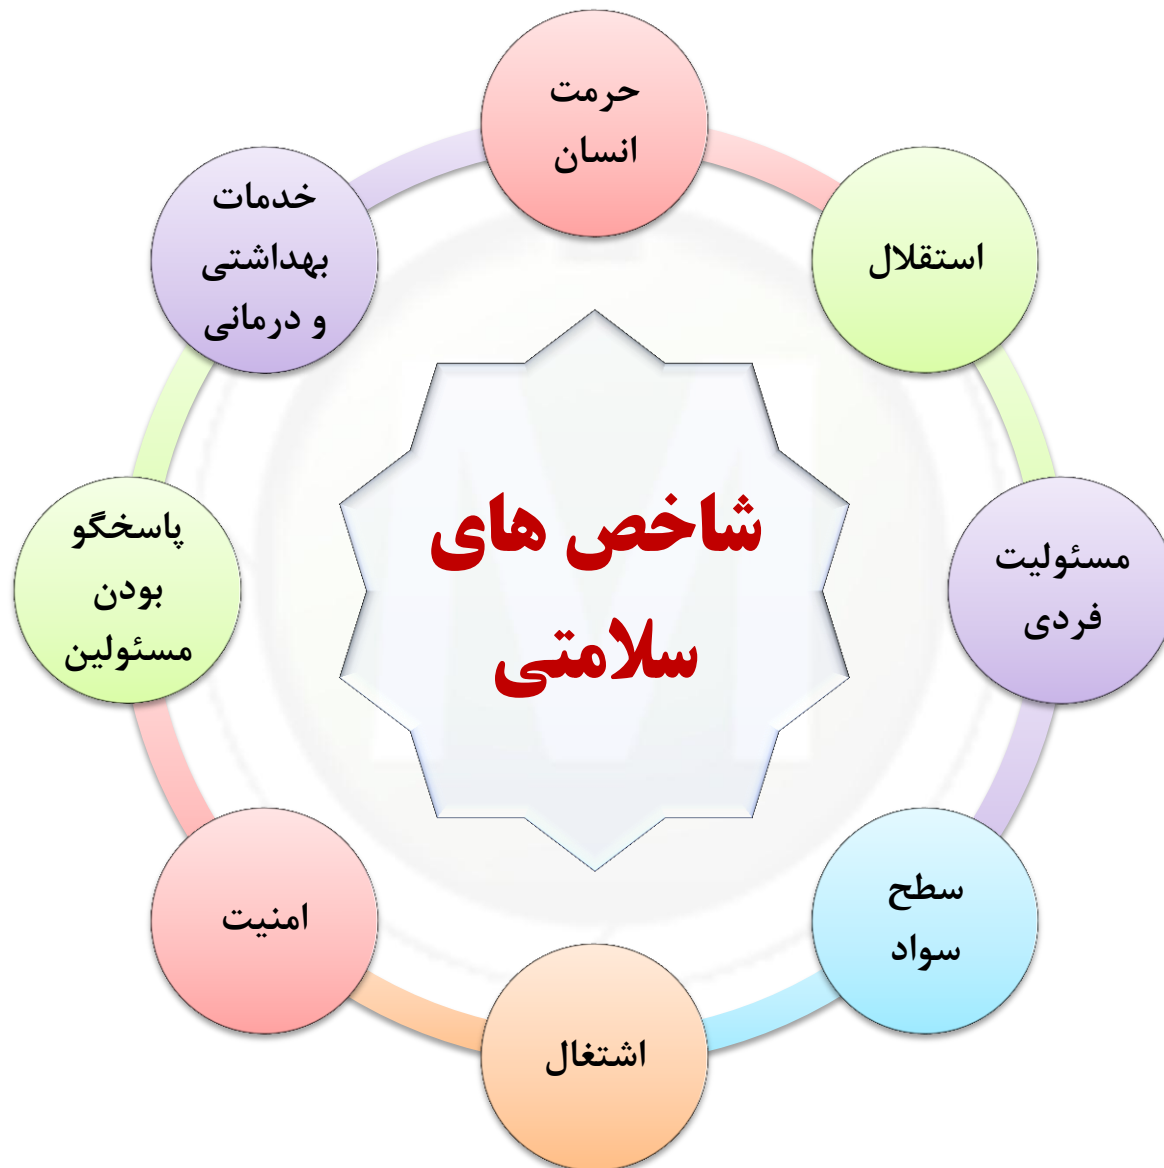 شاخص های
سلامتی
حرمت
انسان
استقلال
مسئولیت
فردی
سطح
سواد
اشتغال
امنیت
پاسخگو
بودن
مسئولین
خدمات
بهداشتی
و درمانی